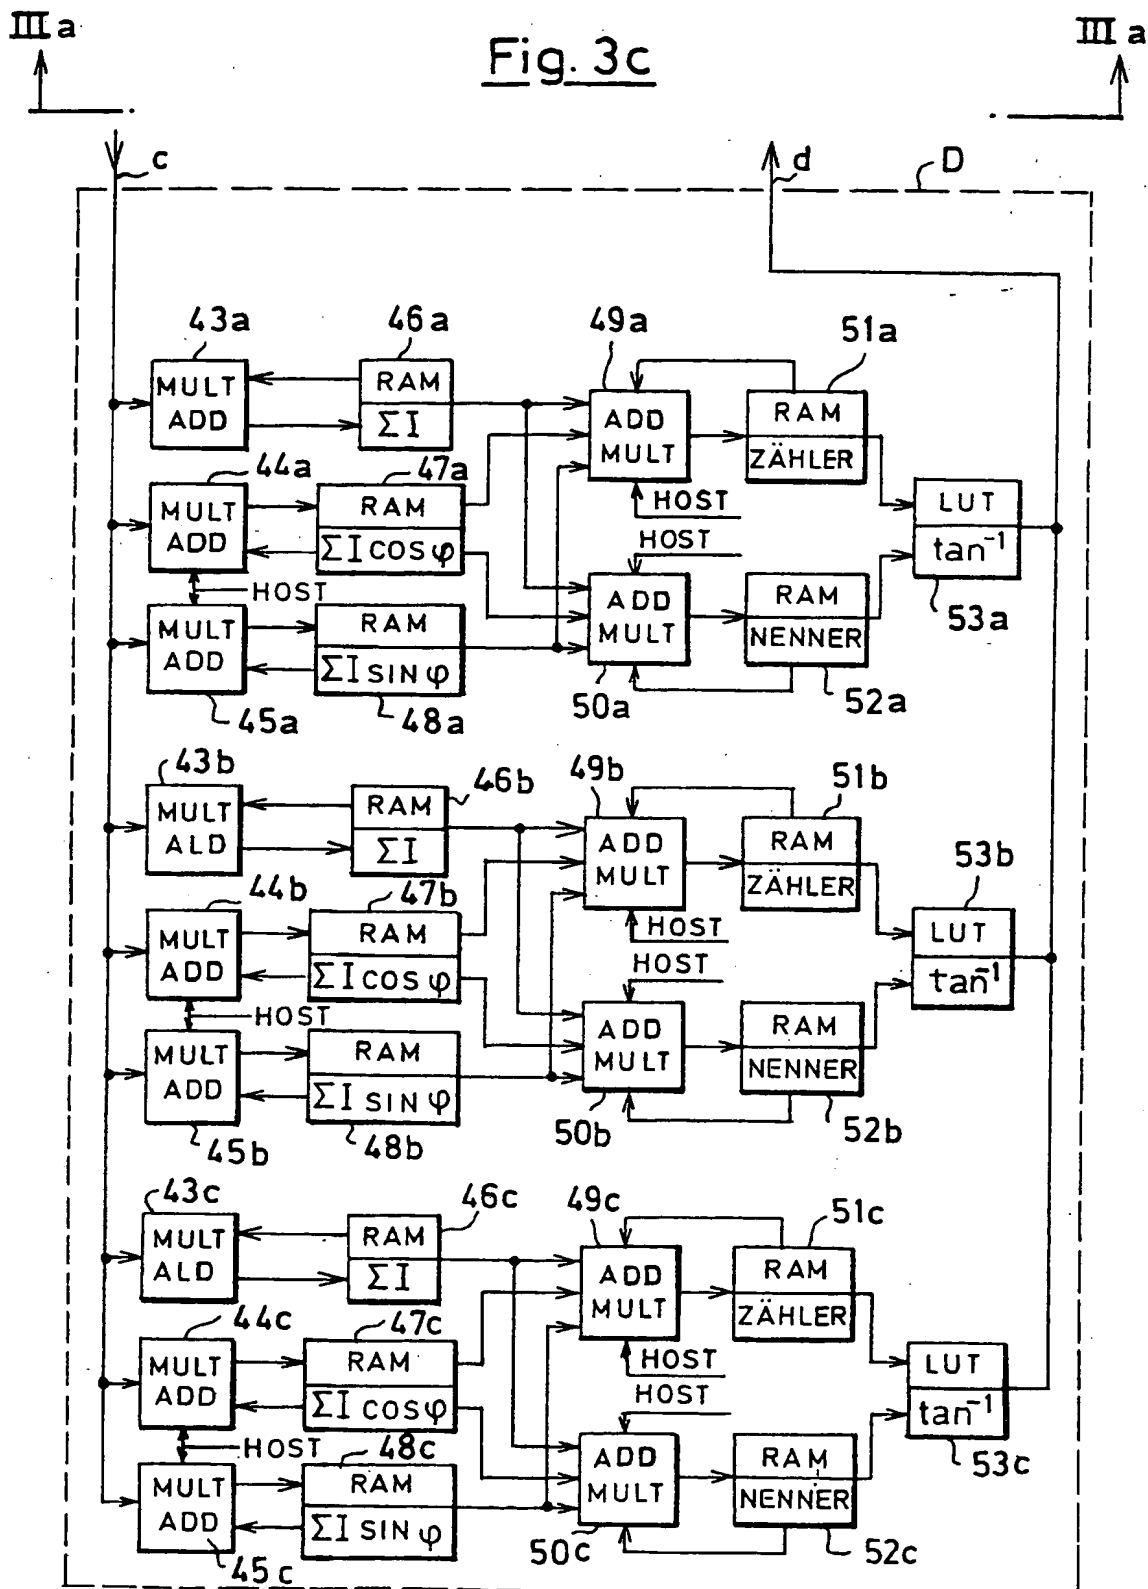 III a
Fig. 3c
III a
c
d
D
43a
46a
49a
51a
MULT
ADD
RAM
ΣI
ADD
MULT
RAM
ZÄHLER
44a
47a
MULT
ADD
RAM
ΣI COS φ
HOST
HOST
LUT
tan⁻¹
53a
HOST
MULT
ADD
RAM
ΣI SIN φ
ADD
MULT
RAM
NENNER
45a
48a
50a
52a
43b
46b
49b
51b
MULT
ALD
RAM
ΣI
ADD
MULT
RAM
ZÄHLER
53b
44b
47b
MULT
ADD
RAM
ΣI COS φ
HOST
HOST
LUT
tan⁻¹
HOST
MULT
ADD
RAM
ΣI SIN φ
ADD
MULT
RAM
NENNER
45b
48b
50b
52b
43c
46c
49c
51c
MULT
ALD
RAM
ΣI
ADD
MULT
RAM
ZÄHLER
44c
47c
MULT
ADD
RAM
ΣI COS φ
HOST
HOST
LUT
tan⁻¹
53c
HOST
48c
MULT
ADD
RAM
ΣI SIN φ
ADD
MULT
RAM
NENNER
45c
50c
52c